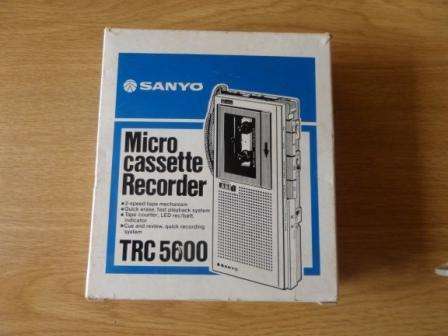 SANYO
Micro
cassette
Recorder
2-speed tape mechanism
Quick erase, fast playback system
Tape counter, LED rec/batt.
indicator
Cue and review, quick recording
system
TRC 5600
SANYO